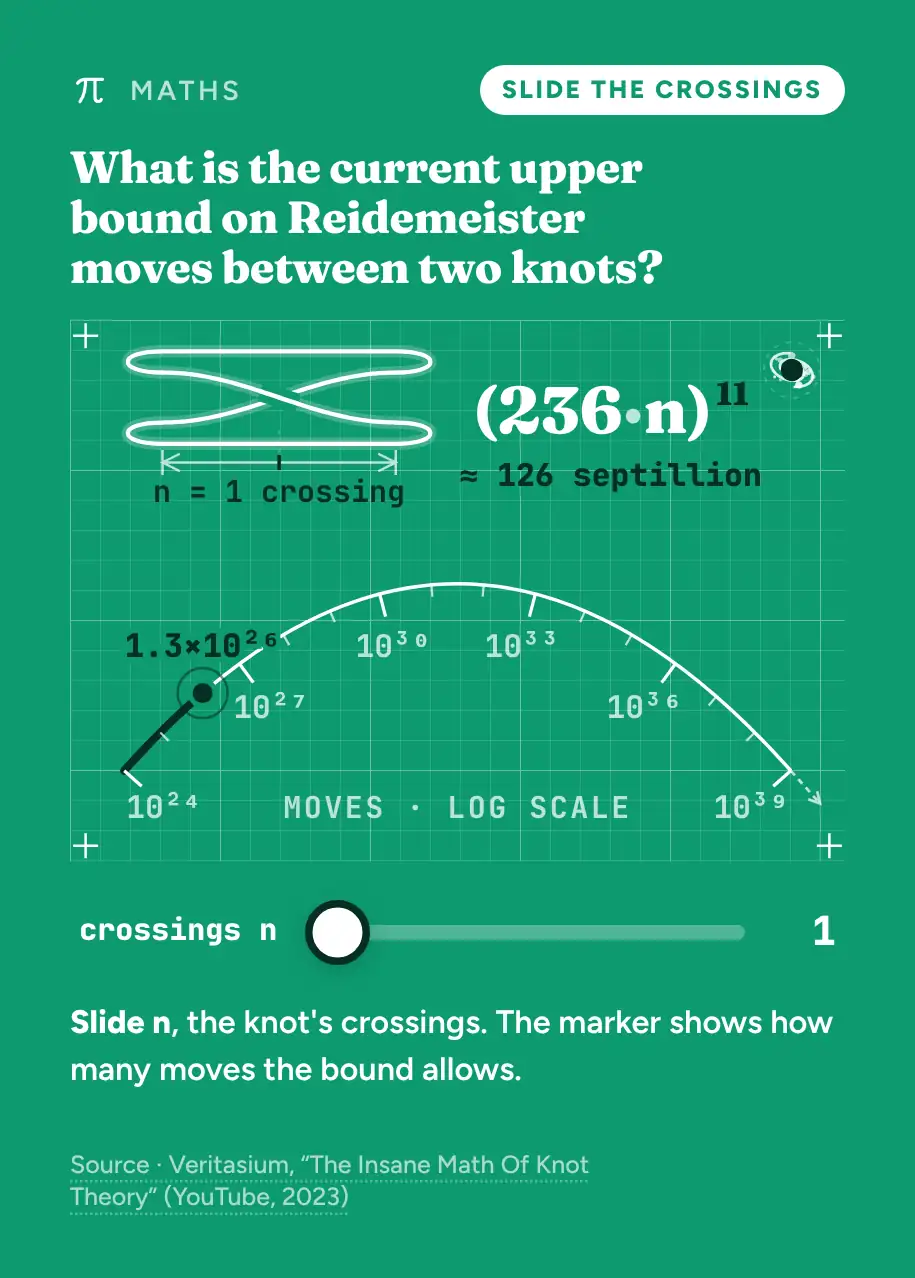 π MATHS
SLIDE THE CROSSINGS
What is the current upper
bound on Reidemeister
moves between two knots?
(236·n)¹¹
≈ 126 septillion
n = 1 crossing
1.3×10²⁶
10³⁰
10³³
10²⁷
10³⁶
10²⁴
MOVES · LOG SCALE
10³⁹
crossings n
1
Slide n, the knot's crossings. The marker shows how
many moves the bound allows.
Source · Veritasium, “The Insane Math Of Knot
Theory” (YouTube, 2023)